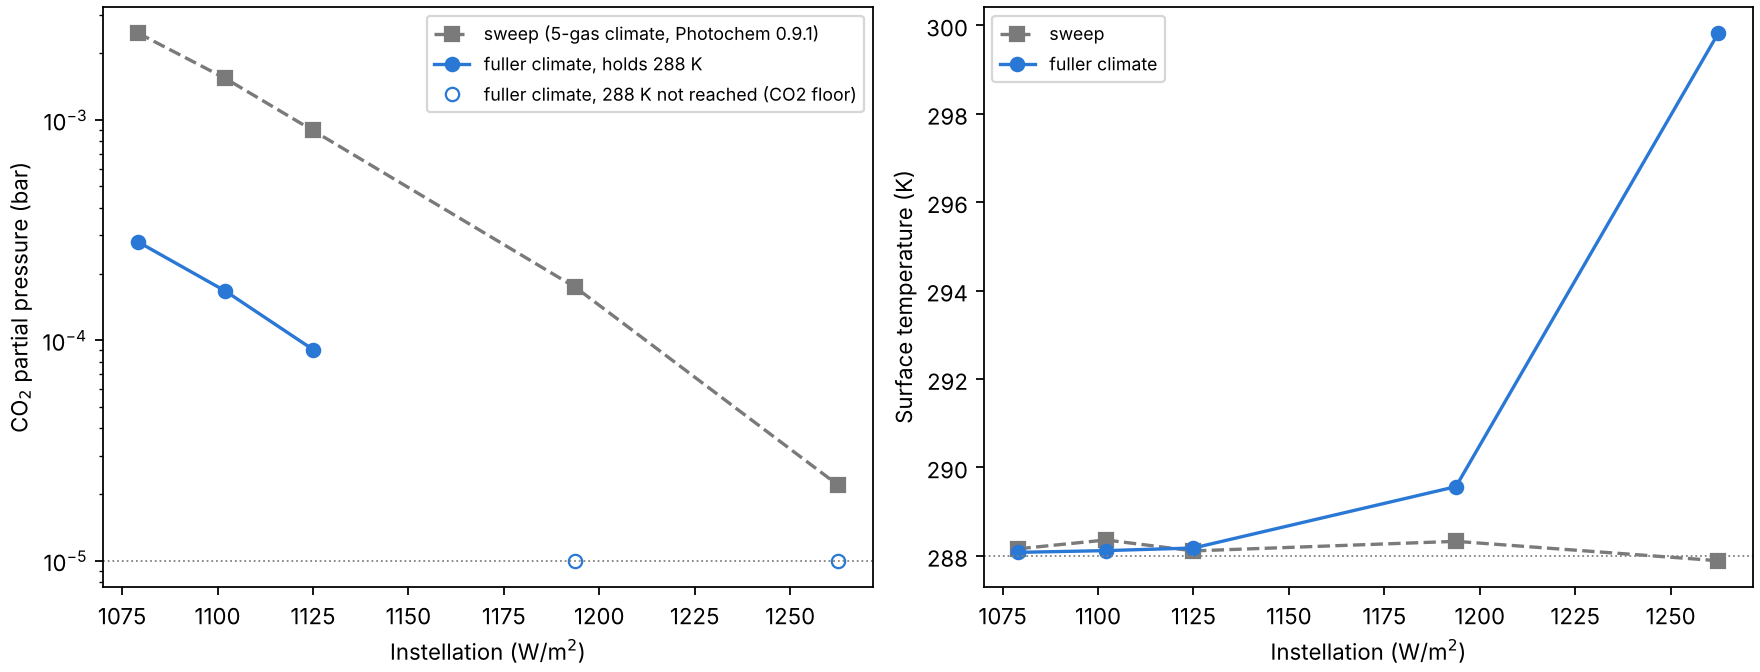 sweep (5-gas climate, Photochem 0.9.1)
fuller climate, holds 288 K
fuller climate, 288 K not reached (CO2 floor)
10⁻³
10⁻⁴
10⁻⁵
CO₂ partial pressure (bar)
1075 1100 1125 1150 1175 1200 1225 1250
Instellation (W/m²)
sweep
fuller climate
300
298
296
294
292
290
288
Surface temperature (K)
1075 1100 1125 1150 1175 1200 1225 1250
Instellation (W/m²)